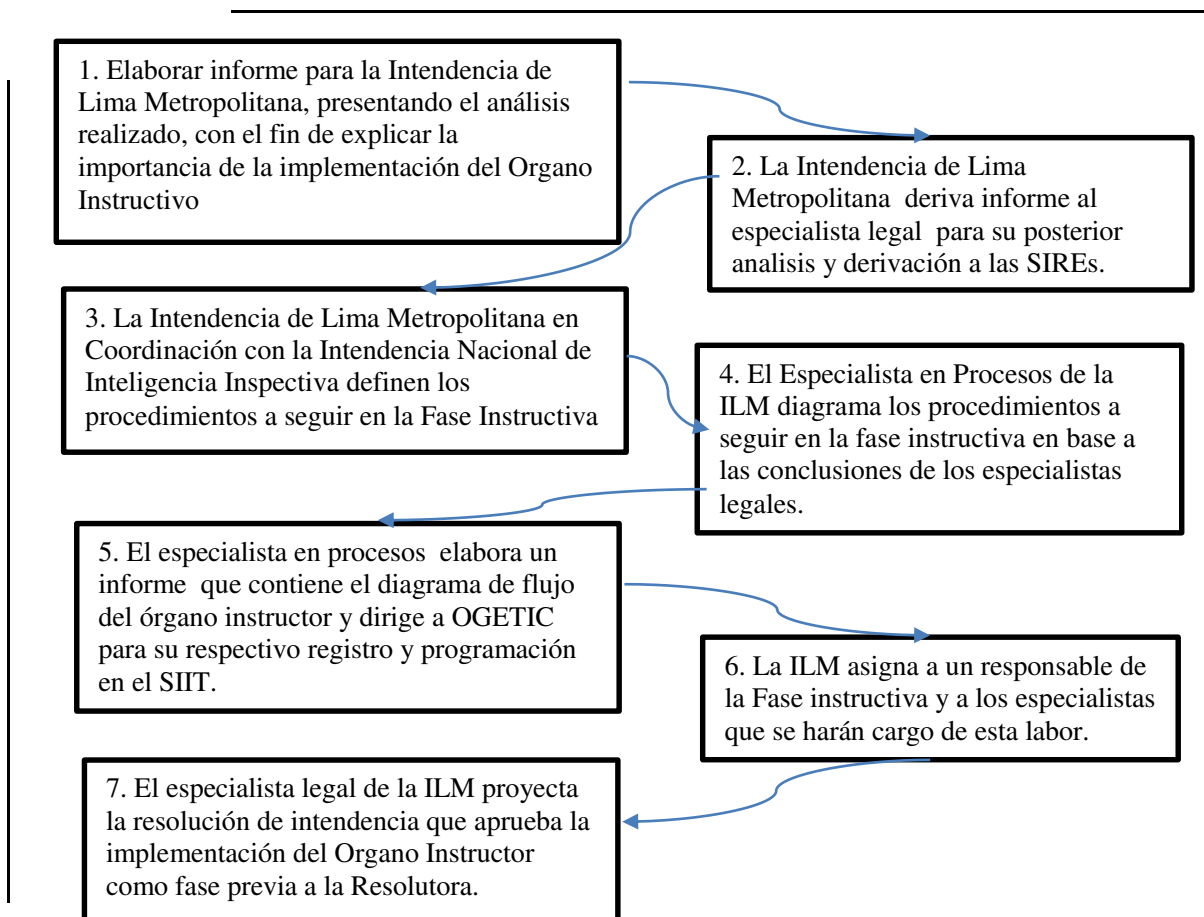 1. Elaborar informe para la Intendencia de
Lima Metropolitana, presentando el análisis
realizado, con el fin de explicar la
importancia de la implementación del Organo
Instructivo
2. La Intendencia de Lima
Metropolitana deriva informe al
especialista legal para su posterior
analisis y derivación a las SIREs.
3. La Intendencia de Lima Metropolitana en
Coordinación con la Intendencia Nacional de
Inteligencia Inspectiva definen los
procedimientos a seguir en la Fase Instructiva
4. El Especialista en Procesos de la
ILM diagrama los procedimientos a
seguir en la fase instructiva en base a
las conclusiones de los especialistas
legales.
5. El especialista en procesos elabora un
informe que contiene el diagrama de flujo
del órgano instructor y dirige a OGETIC
para su respectivo registro y programación
en el SIIT.
6. La ILM asigna a un responsable de
la Fase instructiva y a los especialistas
que se harán cargo de esta labor.
7. El especialista legal de la ILM proyecta
la resolución de intendencia que aprueba la
implementación del Organo Instructor
como fase previa a la Resolutora.